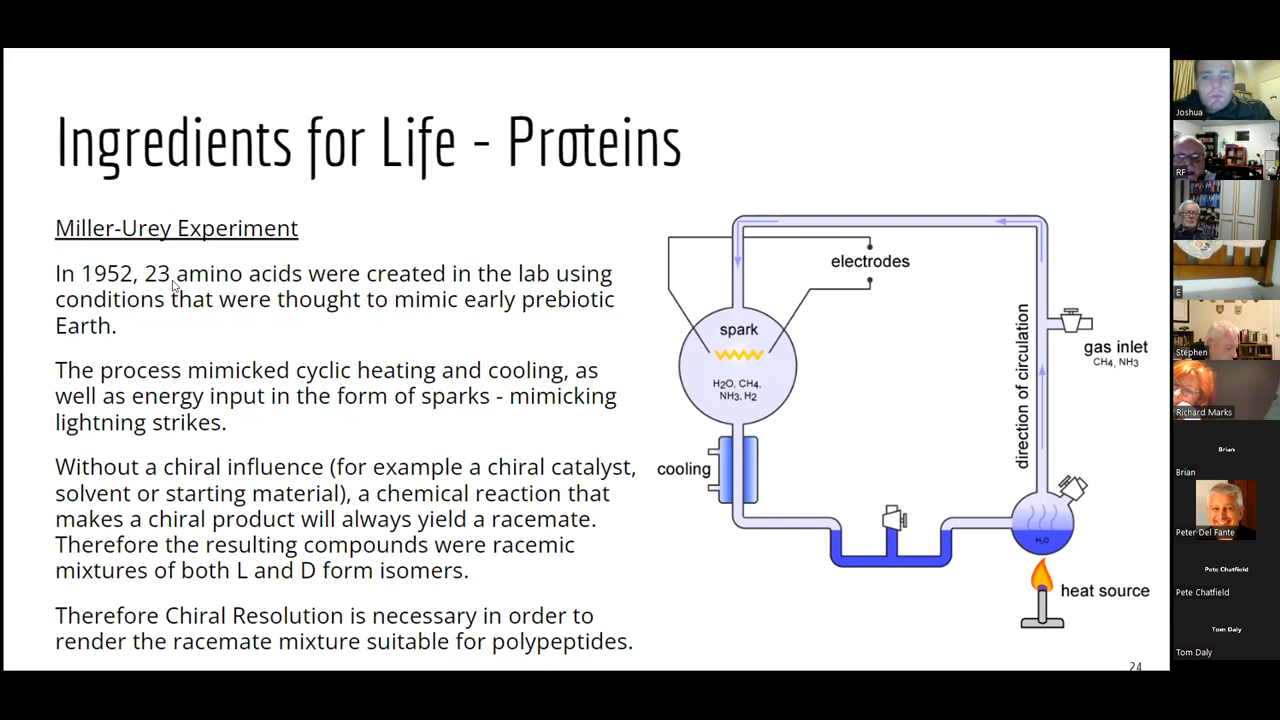 Ingredients for Life - Proteins
Miller-Urey Experiment
In 1952, 23 amino acids were created in the lab using
conditions that were thought to mimic early prebiotic
Earth.
The process mimicked cyclic heating and cooling, as
well as energy input in the form of sparks - mimicking
lightning strikes.
Without a chiral influence (for example a chiral catalyst,
solvent or starting material), a chemical reaction that
makes a chiral product will always yield a racemate.
Therefore the resulting compounds were racemic
mixtures of both L and D form isomers.
Therefore Chiral Resolution is necessary in order to
render the racemate mixture suitable for polypeptides.
electrodes
spark
H2O, CH4,
NH3, H2
cooling
direction of circulation
gas inlet
CH4, NH3
H2O
heat source
24
Joshua
RF
E
Stephen
Richard Marks
Brian
Brian
Peter Del Fante
Pete Chatfield
Pete Chatfield
Tom Daly
Tom Daly